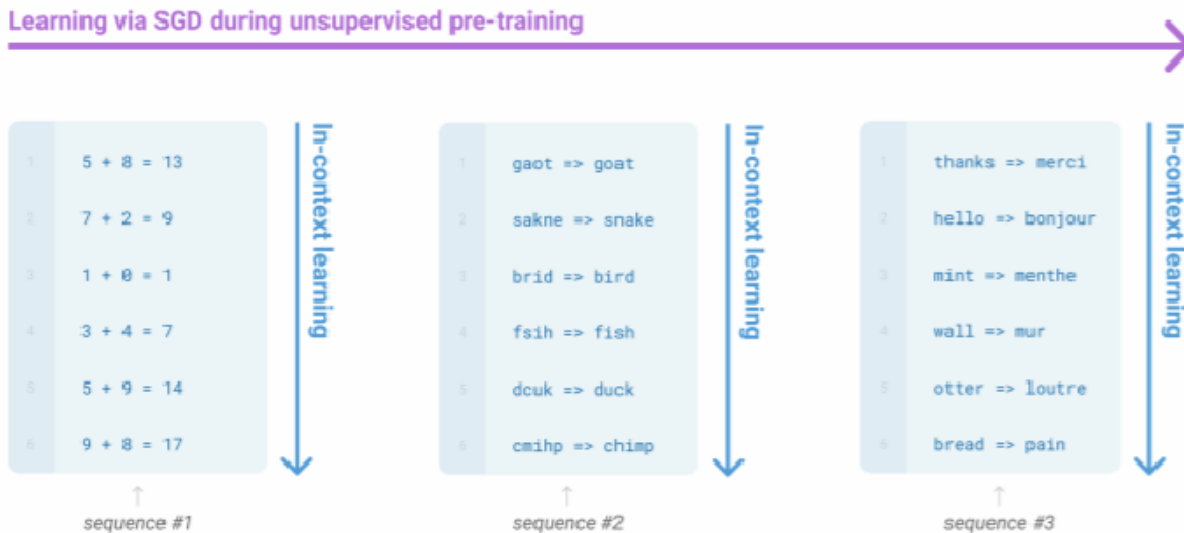 Learning via SGD during unsupervised pre-training
1 5 + 8 = 13
2 7 + 2 = 9
3 1 + 0 = 1
4 3 + 4 = 7
5 5 + 9 = 14
6 9 + 8 = 17
In-context learning
sequence #1
1 gaot => goat
2 sakne => snake
3 brid => bird
4 fsih => fish
5 dcuk => duck
6 cmihp => chimp
In-context learning
sequence #2
1 thanks => merci
2 hello => bonjour
3 mint => menthe
4 wall => mur
5 otter => loutre
6 bread => pain
In-context learning
sequence #3